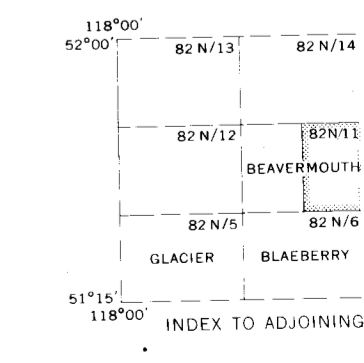 118°00'
52°00'
82 N/13 82 N/14
82 N/12 82N/11
BEAVERMOUTH
82 N/5 82 N/6
GLACIER BLAEBERRY
51°15'
118°00'
INDEX TO ADJOINING